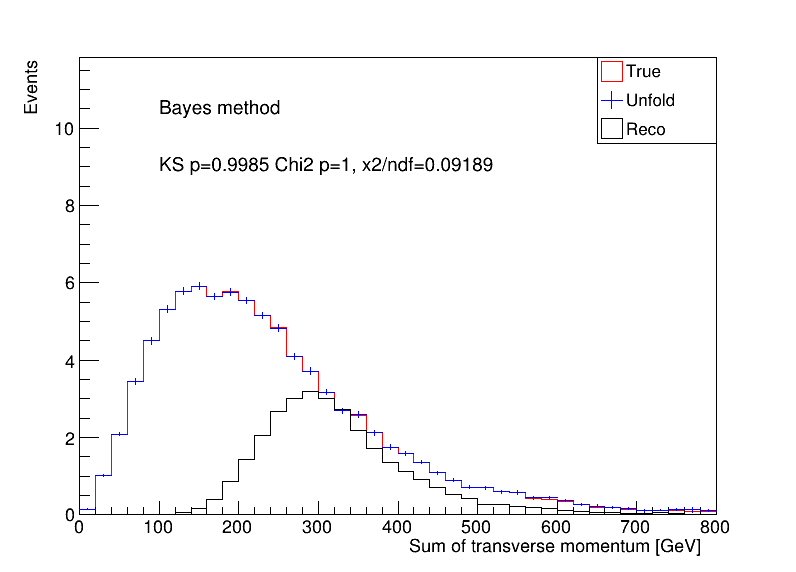 Events
True
Unfold
Reco
Bayes method
KS p=0.9985 Chi2 p=1, x2/ndf=0.09189
10
8
6
4
2
0
0 100 200 300 400 500 600 700 800
Sum of transverse momentum [GeV]